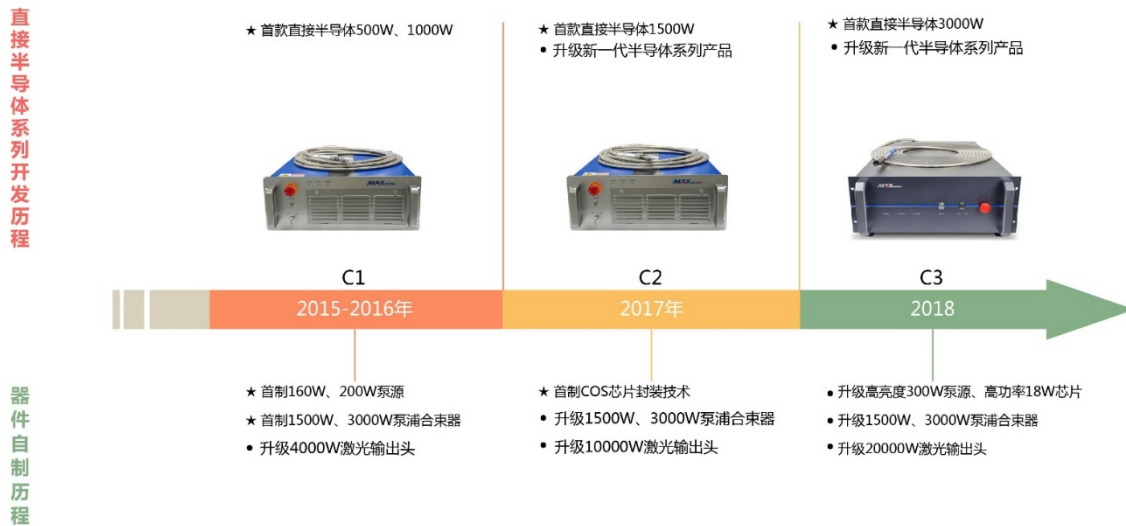 直接半导体系列开发历程
★ 首款直接半导体500W、1000W
★ 首款直接半导体1500W
• 升级新一代半导体系列产品
★ 首款直接半导体3000W
• 升级新一代半导体系列产品
MAX
MAX
C1
C2
C3
2015-2016年
2017年
2018
器件自制历程
★ 首制160W、200W泵源
★ 首制1500W、3000W泵浦合束器
• 升级4000W激光输出头
★ 首制COS芯片封装技术
• 升级1500W、3000W泵浦合束器
• 升级10000W激光输出头
• 升级高亮度300W泵源、高功率18W芯片
• 升级1500W、3000W泵浦合束器
• 升级20000W激光输出头